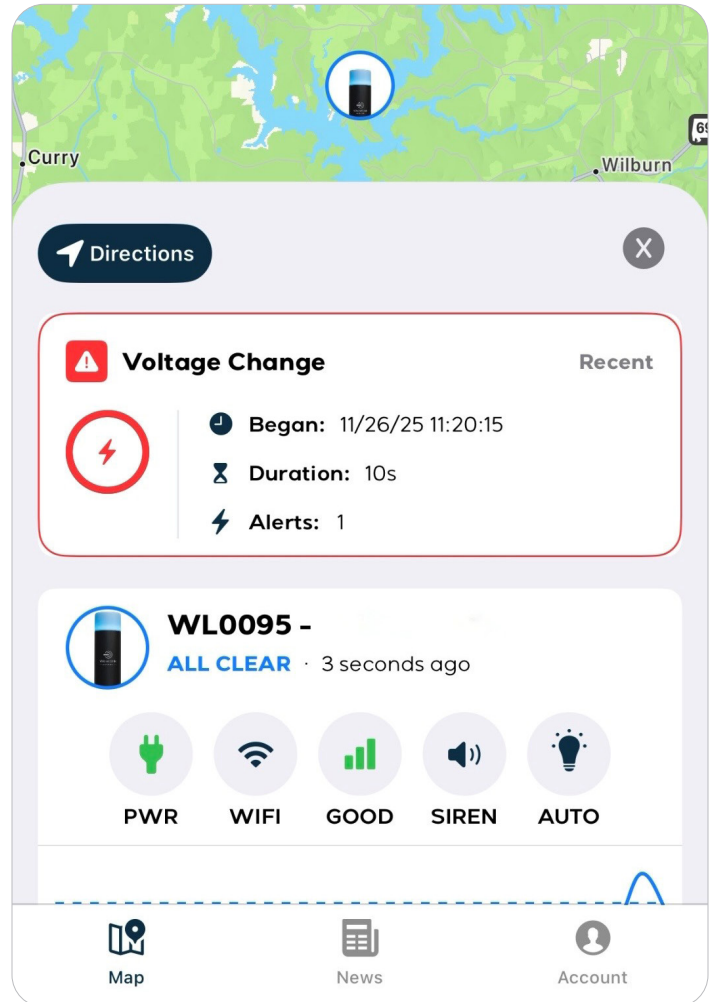 69
Curry
Wilburn
Directions
X
Voltage Change Recent
Began: 11/26/25 11:20:15
Duration: 10s
Alerts: 1
WL0095 -
ALL CLEAR · 3 seconds ago
PWR WIFI GOOD SIREN AUTO
Map News Account